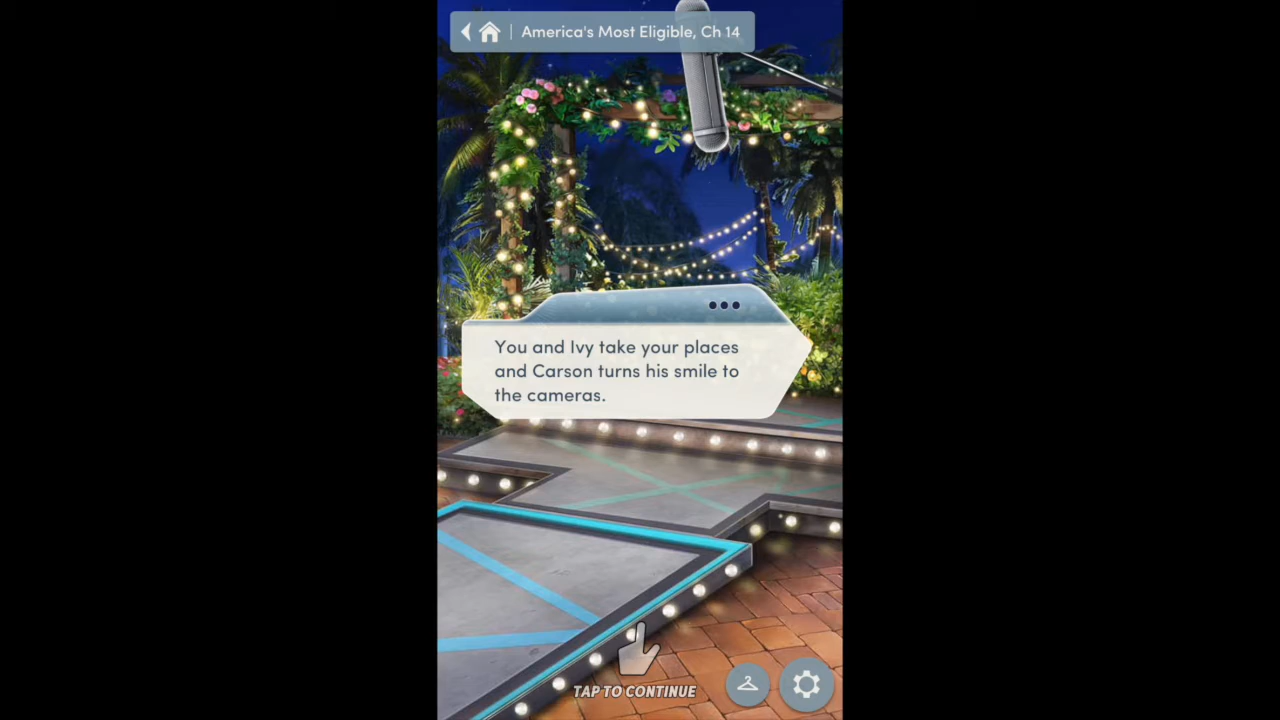 America's Most Eligible, Ch 14
You and Ivy take your places
and Carson turns his smile to
the cameras.
TAP TO CONTINUE